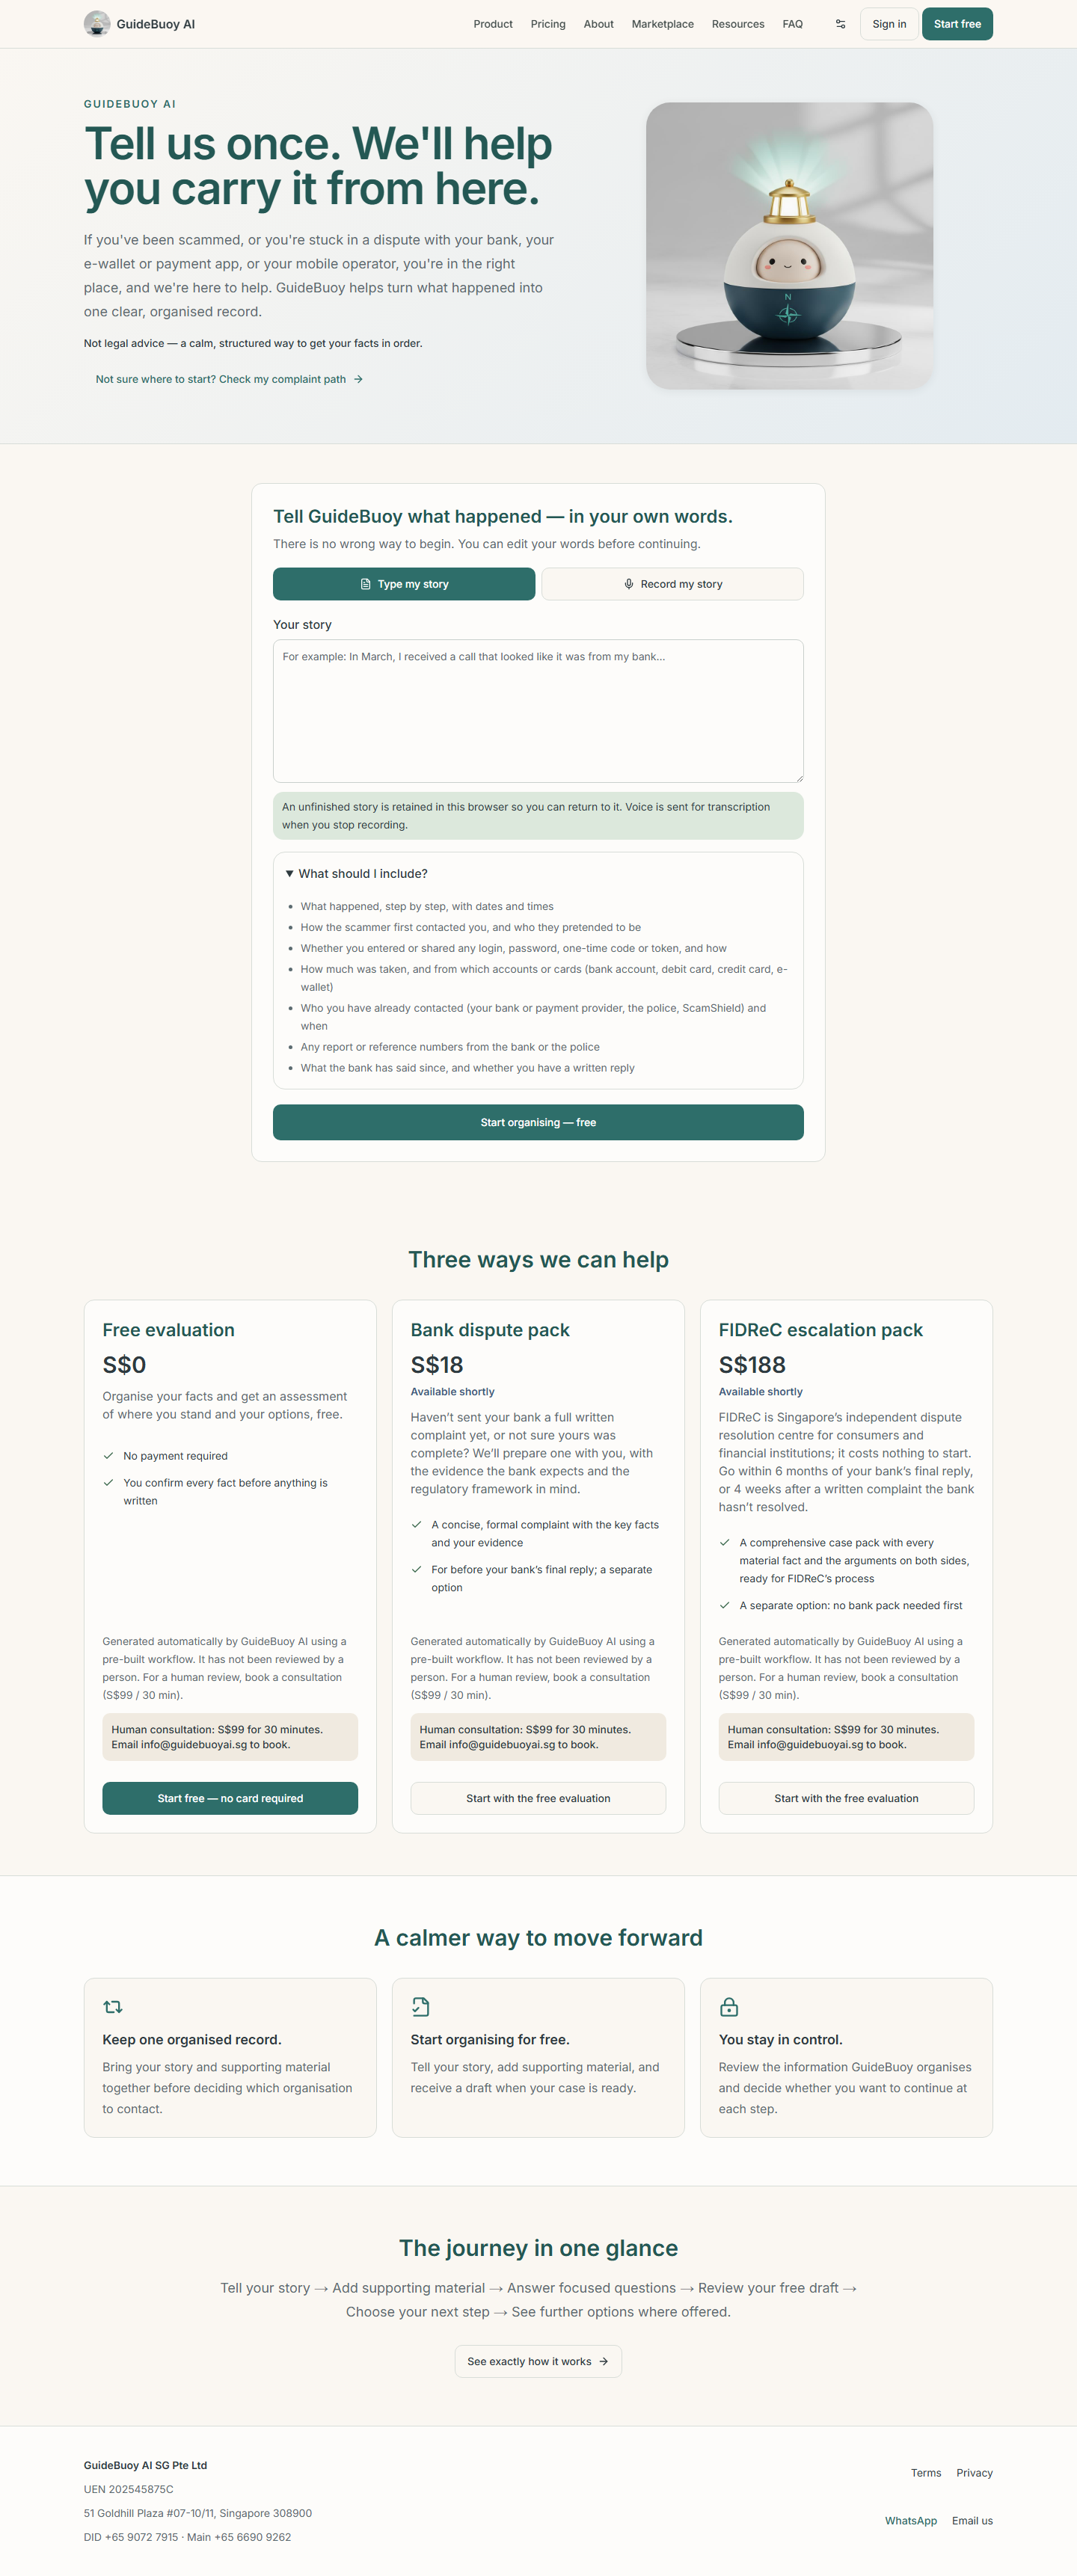 GuideBuoy AI
Product
Pricing
About
Marketplace
Resources
FAQ
Sign in
Start free
GUIDEBUOY AI
Tell us once. We'll help
you carry it from here.
If you've been scammed, or you're stuck in a dispute with your bank, your
e-wallet or payment app, or your mobile operator, you're in the right
place, and we're here to help. GuideBuoy helps turn what happened into
one clear, organised record.
Not legal advice — a calm, structured way to get your facts in order.
Not sure where to start? Check my complaint path →
N
Tell GuideBuoy what happened — in your own words.
There is no wrong way to begin. You can edit your words before continuing.
Type my story
Record my story
Your story
For example: In March, I received a call that looked like it was from my bank...
An unfinished story is retained in this browser so you can return to it. Voice is sent for transcription
when you stop recording.
▼ What should I include?
• What happened, step by step, with dates and times
• How the scammer first contacted you, and who they pretended to be
• Whether you entered or shared any login, password, one-time code or token, and how
• How much was taken, and from which accounts or cards (bank account, debit card, credit card, e-
wallet)
• Who you have already contacted (your bank or payment provider, the police, ScamShield) and
when
• Any report or reference numbers from the bank or the police
• What the bank has said since, and whether you have a written reply
Start organising — free
Three ways we can help
Free evaluation
S$0
Organise your facts and get an assessment
of where you stand and your options, free.
No payment required
You confirm every fact before anything is
written
Generated automatically by GuideBuoy AI using a
pre-built workflow. It has not been reviewed by a
person. For a human review, book a consultation
(S$99 / 30 min).
Human consultation: S$99 for 30 minutes.
Email info@guidebuoyai.sg to book.
Start free — no card required
Bank dispute pack
S$18
Available shortly
Haven’t sent your bank a full written
complaint yet, or not sure yours was
complete? We’ll prepare one with you, with
the evidence the bank expects and the
regulatory framework in mind.
A concise, formal complaint with the key facts
and your evidence
For before your bank’s final reply; a separate
option
Generated automatically by GuideBuoy AI using a
pre-built workflow. It has not been reviewed by a
person. For a human review, book a consultation
(S$99 / 30 min).
Human consultation: S$99 for 30 minutes.
Email info@guidebuoyai.sg to book.
Start with the free evaluation
FIDReC escalation pack
S$188
Available shortly
FIDReC is Singapore’s independent dispute
resolution centre for consumers and
financial institutions; it costs nothing to start.
Go within 6 months of your bank’s final reply,
or 4 weeks after a written complaint the bank
hasn’t resolved.
A comprehensive case pack with every
material fact and the arguments on both sides,
ready for FIDReC’s process
A separate option: no bank pack needed first
Generated automatically by GuideBuoy AI using a
pre-built workflow. It has not been reviewed by a
person. For a human review, book a consultation
(S$99 / 30 min).
Human consultation: S$99 for 30 minutes.
Email info@guidebuoyai.sg to book.
Start with the free evaluation
A calmer way to move forward
Keep one organised record.
Bring your story and supporting material
together before deciding which organisation
to contact.
Start organising for free.
Tell your story, add supporting material, and
receive a draft when your case is ready.
You stay in control.
Review the information GuideBuoy organises
and decide whether you want to continue at
each step.
The journey in one glance
Tell your story → Add supporting material → Answer focused questions → Review your free draft →
Choose your next step → See further options where offered.
See exactly how it works →
GuideBuoy AI SG Pte Ltd
UEN 202545875C
51 Goldhill Plaza #07-10/11, Singapore 308900
DID +65 9072 7915 · Main +65 6690 9262
Terms
Privacy
WhatsApp
Email us